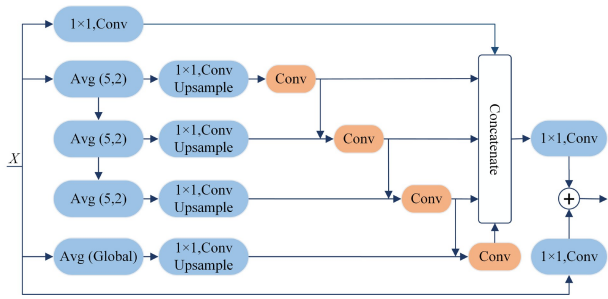 1×1,Conv
Avg (5,2)
1×1,Conv
Upsample
Conv
Avg (5,2)
1×1,Conv
Upsample
Conv
Concatenate
1×1,Conv
X
Avg (5,2)
1×1,Conv
Upsample
Conv
+
Avg (Global)
1×1,Conv
Upsample
Conv
1×1,Conv